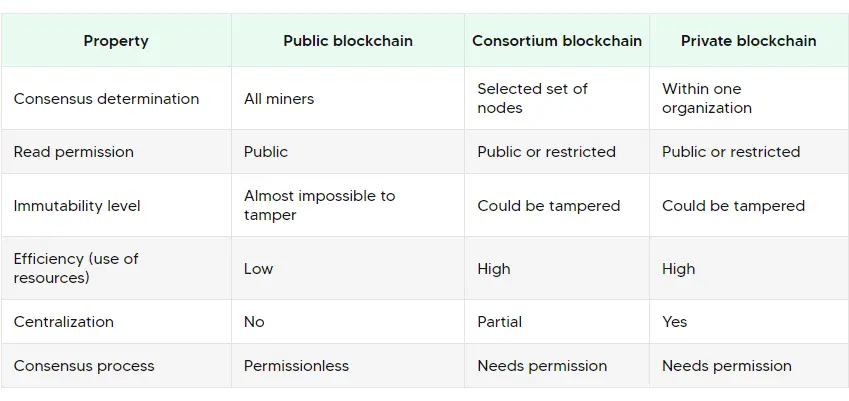 Property Public blockchain Consortium blockchain Private blockchain
Consensus determination All miners Selected set of nodes Within one organization
Read permission Public Public or restricted Public or restricted
Immutability level Almost impossible to tamper Could be tampered Could be tampered
Efficiency (use of resources) Low High High
Centralization No Partial Yes
Consensus process Permissionless Needs permission Needs permission